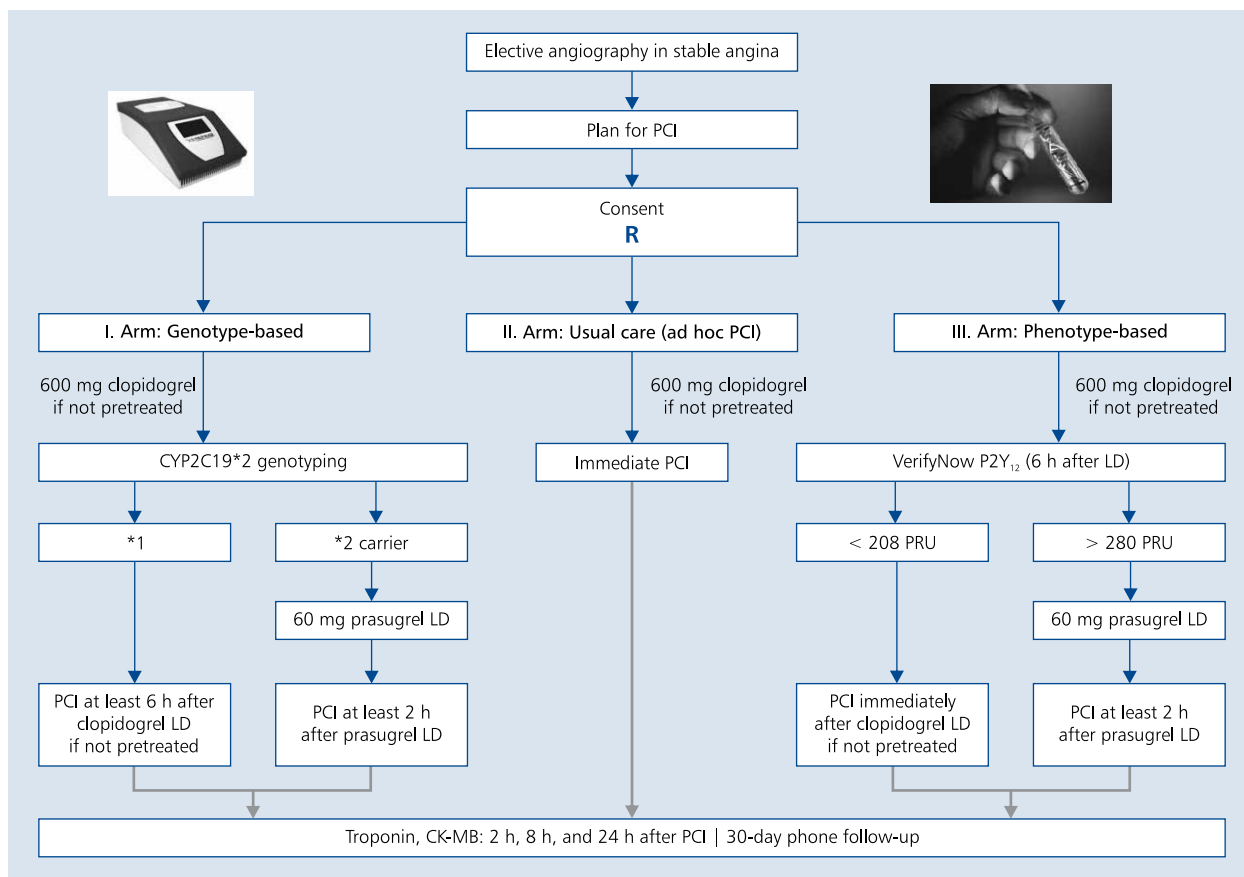 Elective angiography in stable angina
Plan for PCI
Consent
R
I. Arm: Genotype-based
II. Arm: Usual care (ad hoc PCI)
III. Arm: Phenotype-based
600 mg clopidogrel
if not pretreated
600 mg clopidogrel
if not pretreated
600 mg clopidogrel
if not pretreated
CYP2C19*2 genotyping
Immediate PCI
VerifyNow P2Y₁₂ (6 h after LD)
*1
*2 carrier
< 208 PRU
> 280 PRU
60 mg prasugrel LD
60 mg prasugrel LD
PCI at least 6 h after
clopidogrel LD
if not pretreated
PCI at least 2 h
after prasugrel LD
PCI immediately
after clopidogrel LD
if not pretreated
PCI at least 2 h
after prasugrel LD
Troponin, CK-MB: 2 h, 8 h, and 24 h after PCI | 30-day phone follow-up